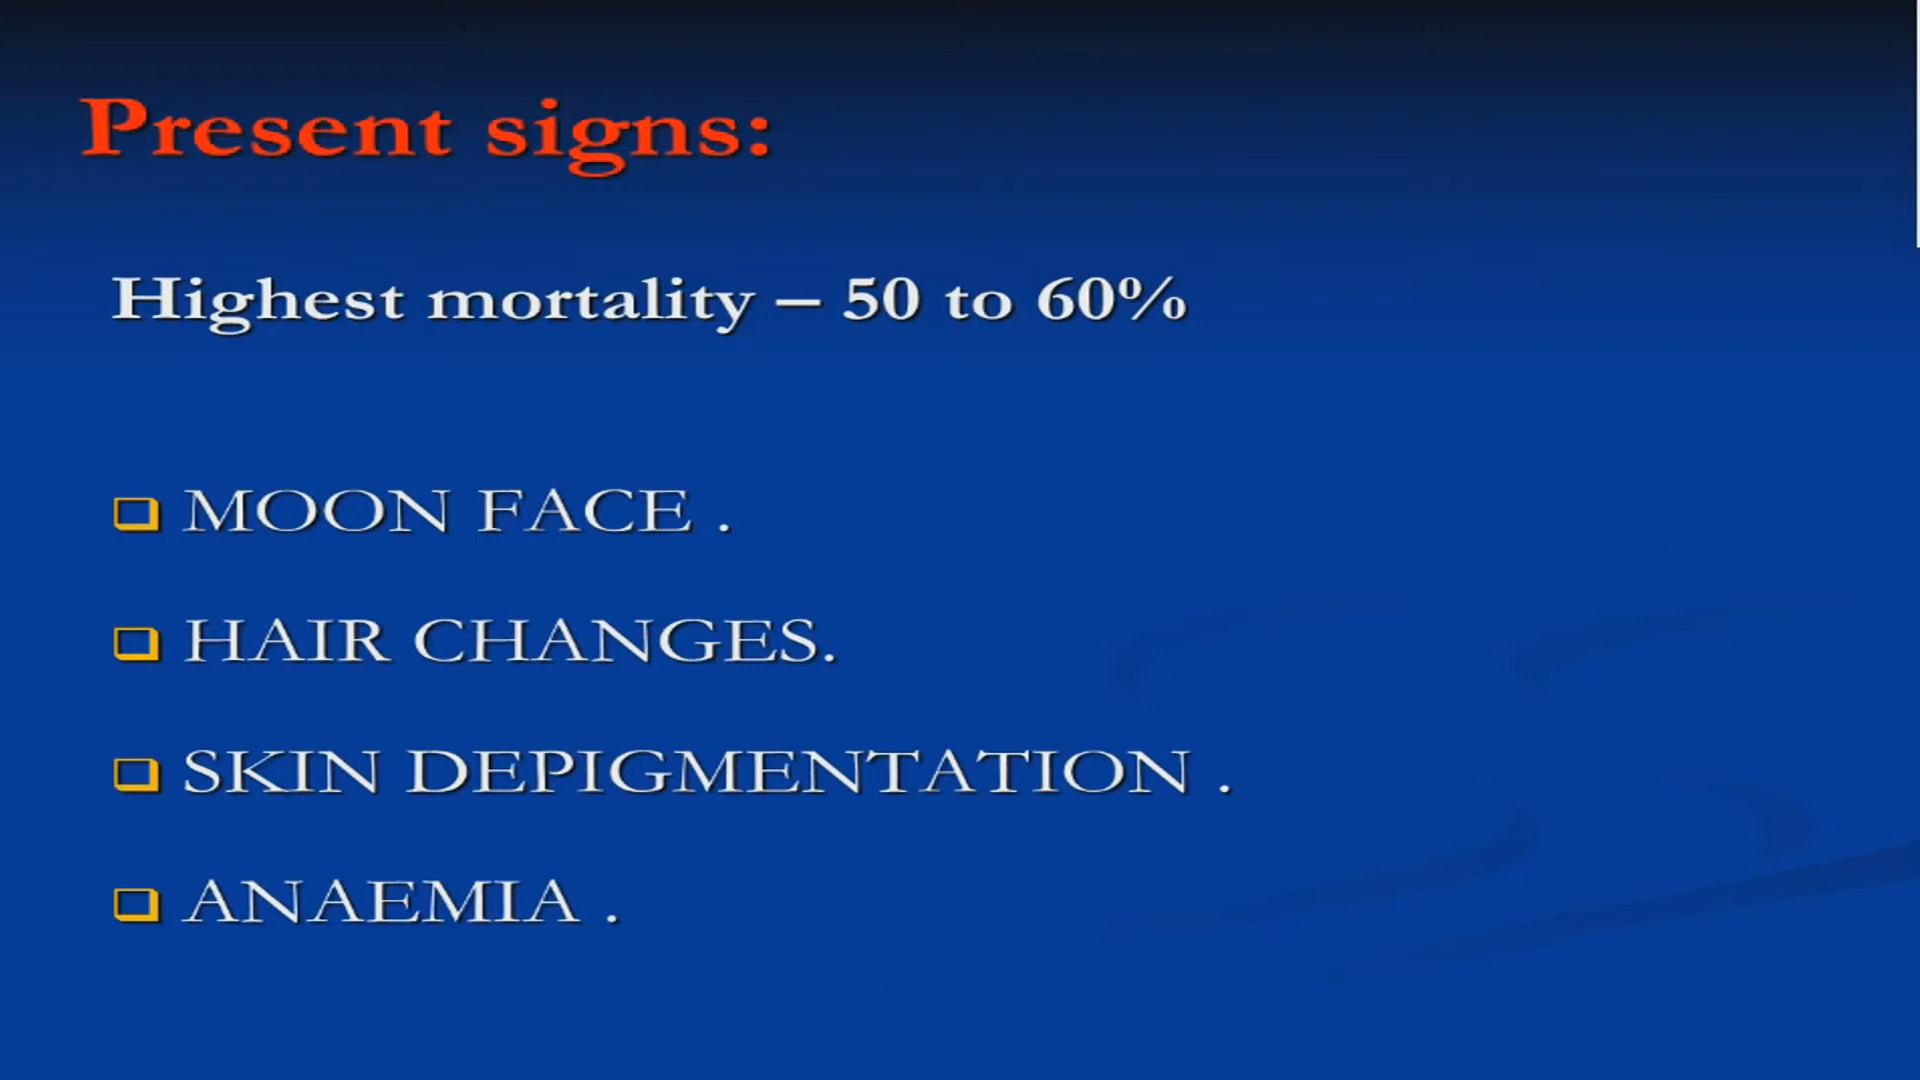 Present signs:
Highest mortality – 50 to 60%
MOON FACE .
HAIR CHANGES.
SKIN DEPIGMENTATION .
ANAEMIA .